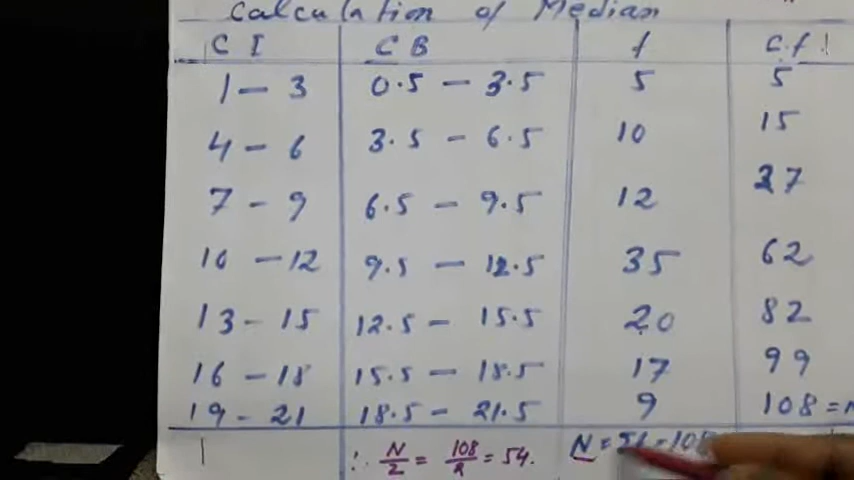 Calculation of Median
C I C B f c.f.
1 - 3 0.5 - 3.5 5 5
4 - 6 3.5 - 6.5 10 15
7 - 9 6.5 - 9.5 12 27
10 - 12 9.5 - 12.5 35 62
13 - 15 12.5 - 15.5 20 82
16 - 18 15.5 - 18.5 17 99
19 - 21 18.5 - 21.5 9 108 =
∴ N/2 = 108/2 = 54. N = Σf = 108